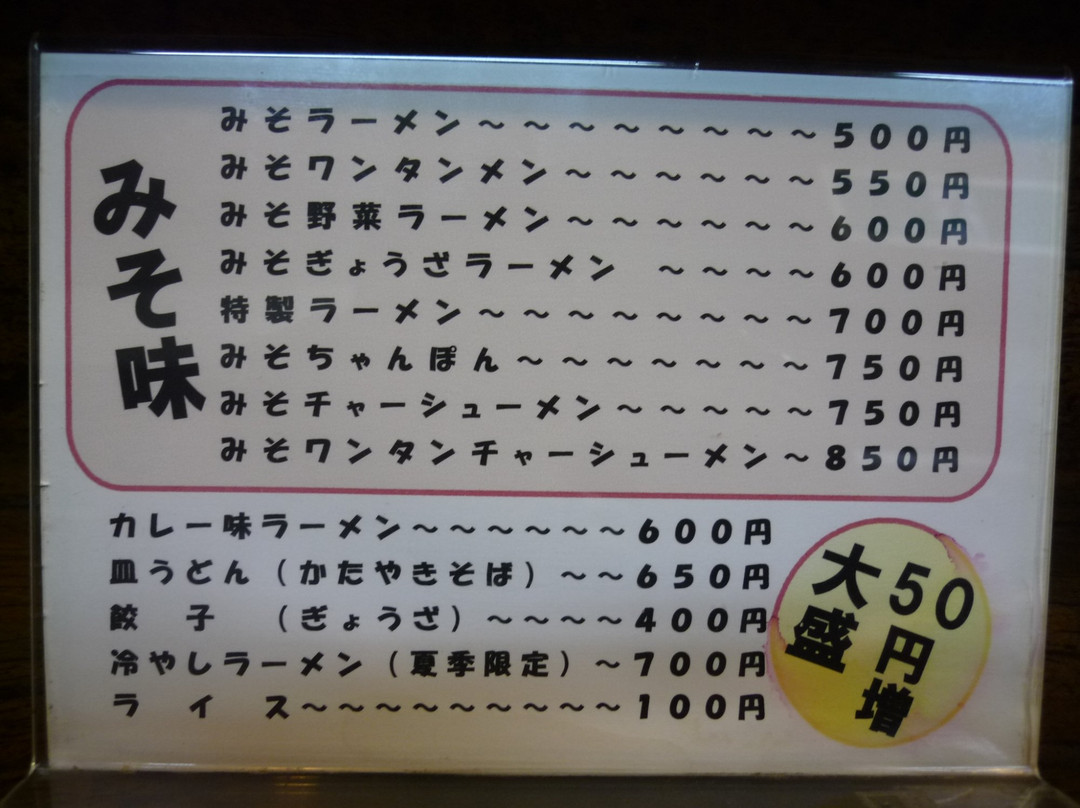 みそ味
みそラーメン～～～～～～～～500円
みそワンタンメン～～～～～～550円
みそ野菜ラーメン～～～～～～600円
みそぎょうざラーメン　～～～～600円
特製ラーメン～～～～～～～～700円
みそちゃんぽん～～～～～～～750円
みそチャーシューメン～～～～～750円
みそワンタンチャーシューメン～850円
カレー味ラーメン～～～～～～600円
皿うどん（かたやきそば）～～650円
餃　子　（ぎょうざ）～～～～400円
冷やしラーメン（夏季限定）～700円
ラ　イ　ス～～～～～～～～～100円
大盛
50円増